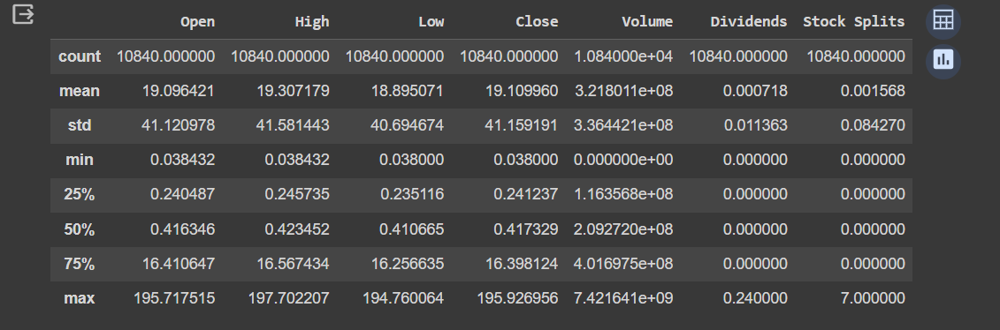 Open High Low Close Volume Dividends Stock Splits
count 10840.000000 10840.000000 10840.000000 10840.000000 1.084000e+04 10840.000000 10840.000000
mean 19.096421 19.307179 18.895071 19.109960 3.218011e+08 0.000718 0.001568
std 41.120978 41.581443 40.694674 41.159191 3.364421e+08 0.011363 0.084270
min 0.038432 0.038432 0.038000 0.038000 0.000000e+00 0.000000 0.000000
25% 0.240487 0.245735 0.235116 0.241237 1.163568e+08 0.000000 0.000000
50% 0.416346 0.423452 0.410665 0.417329 2.092720e+08 0.000000 0.000000
75% 16.410647 16.567434 16.256635 16.398124 4.016975e+08 0.000000 0.000000
max 195.717515 197.702207 194.760064 195.926956 7.421641e+09 0.240000 7.000000